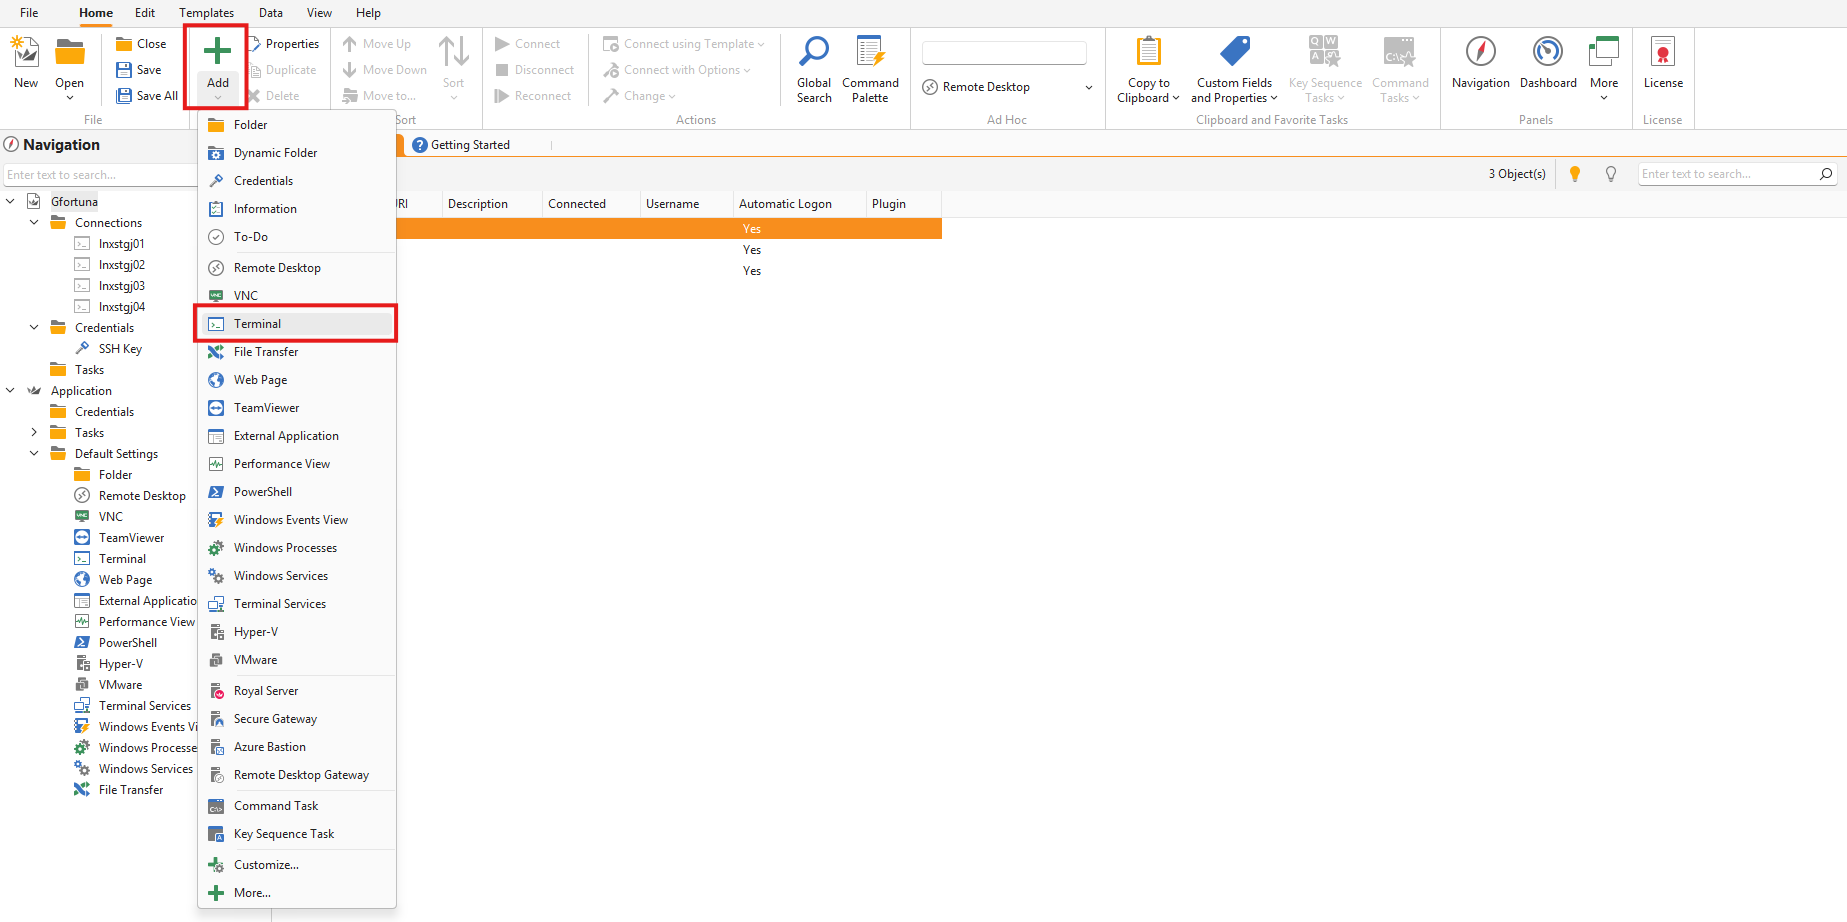 File Home Edit Templates Data View Help
New
Open
Close
Save
Save All
File
Add
Properties
Duplicate
Delete
Move Up
Move Down
Move to...
Sort
Sort
Connect
Disconnect
Reconnect
Connect using Template
Connect with Options
Change
Actions
Global Search
Command Palette
Remote Desktop
Ad Hoc
Copy to Clipboard
Custom Fields and Properties
Key Sequence Tasks
Command Tasks
Clipboard and Favorite Tasks
Navigation
Dashboard
More
Panels
License
License
Navigation
Enter text to search...
Gfortuna
Connections
lnxstgj01
lnxstgj02
lnxstgj03
lnxstgj04
Credentials
SSH Key
Tasks
Application
Credentials
Tasks
Default Settings
Folder
Remote Desktop
VNC
TeamViewer
Terminal
Web Page
External Applicatio
Performance View
PowerShell
Hyper-V
VMware
Terminal Services
Windows Events Vi
Windows Processe
Windows Services
File Transfer
Folder
Dynamic Folder
Credentials
Information
To-Do
Remote Desktop
VNC
Terminal
File Transfer
Web Page
TeamViewer
External Application
Performance View
PowerShell
Windows Events View
Windows Processes
Windows Services
Terminal Services
Hyper-V
VMware
Royal Server
Secure Gateway
Azure Bastion
Remote Desktop Gateway
Command Task
Key Sequence Task
Customize...
More...
Getting Started
3 Object(s)
Enter text to search...
RI Description Connected Username Automatic Logon Plugin
Yes
Yes
Yes